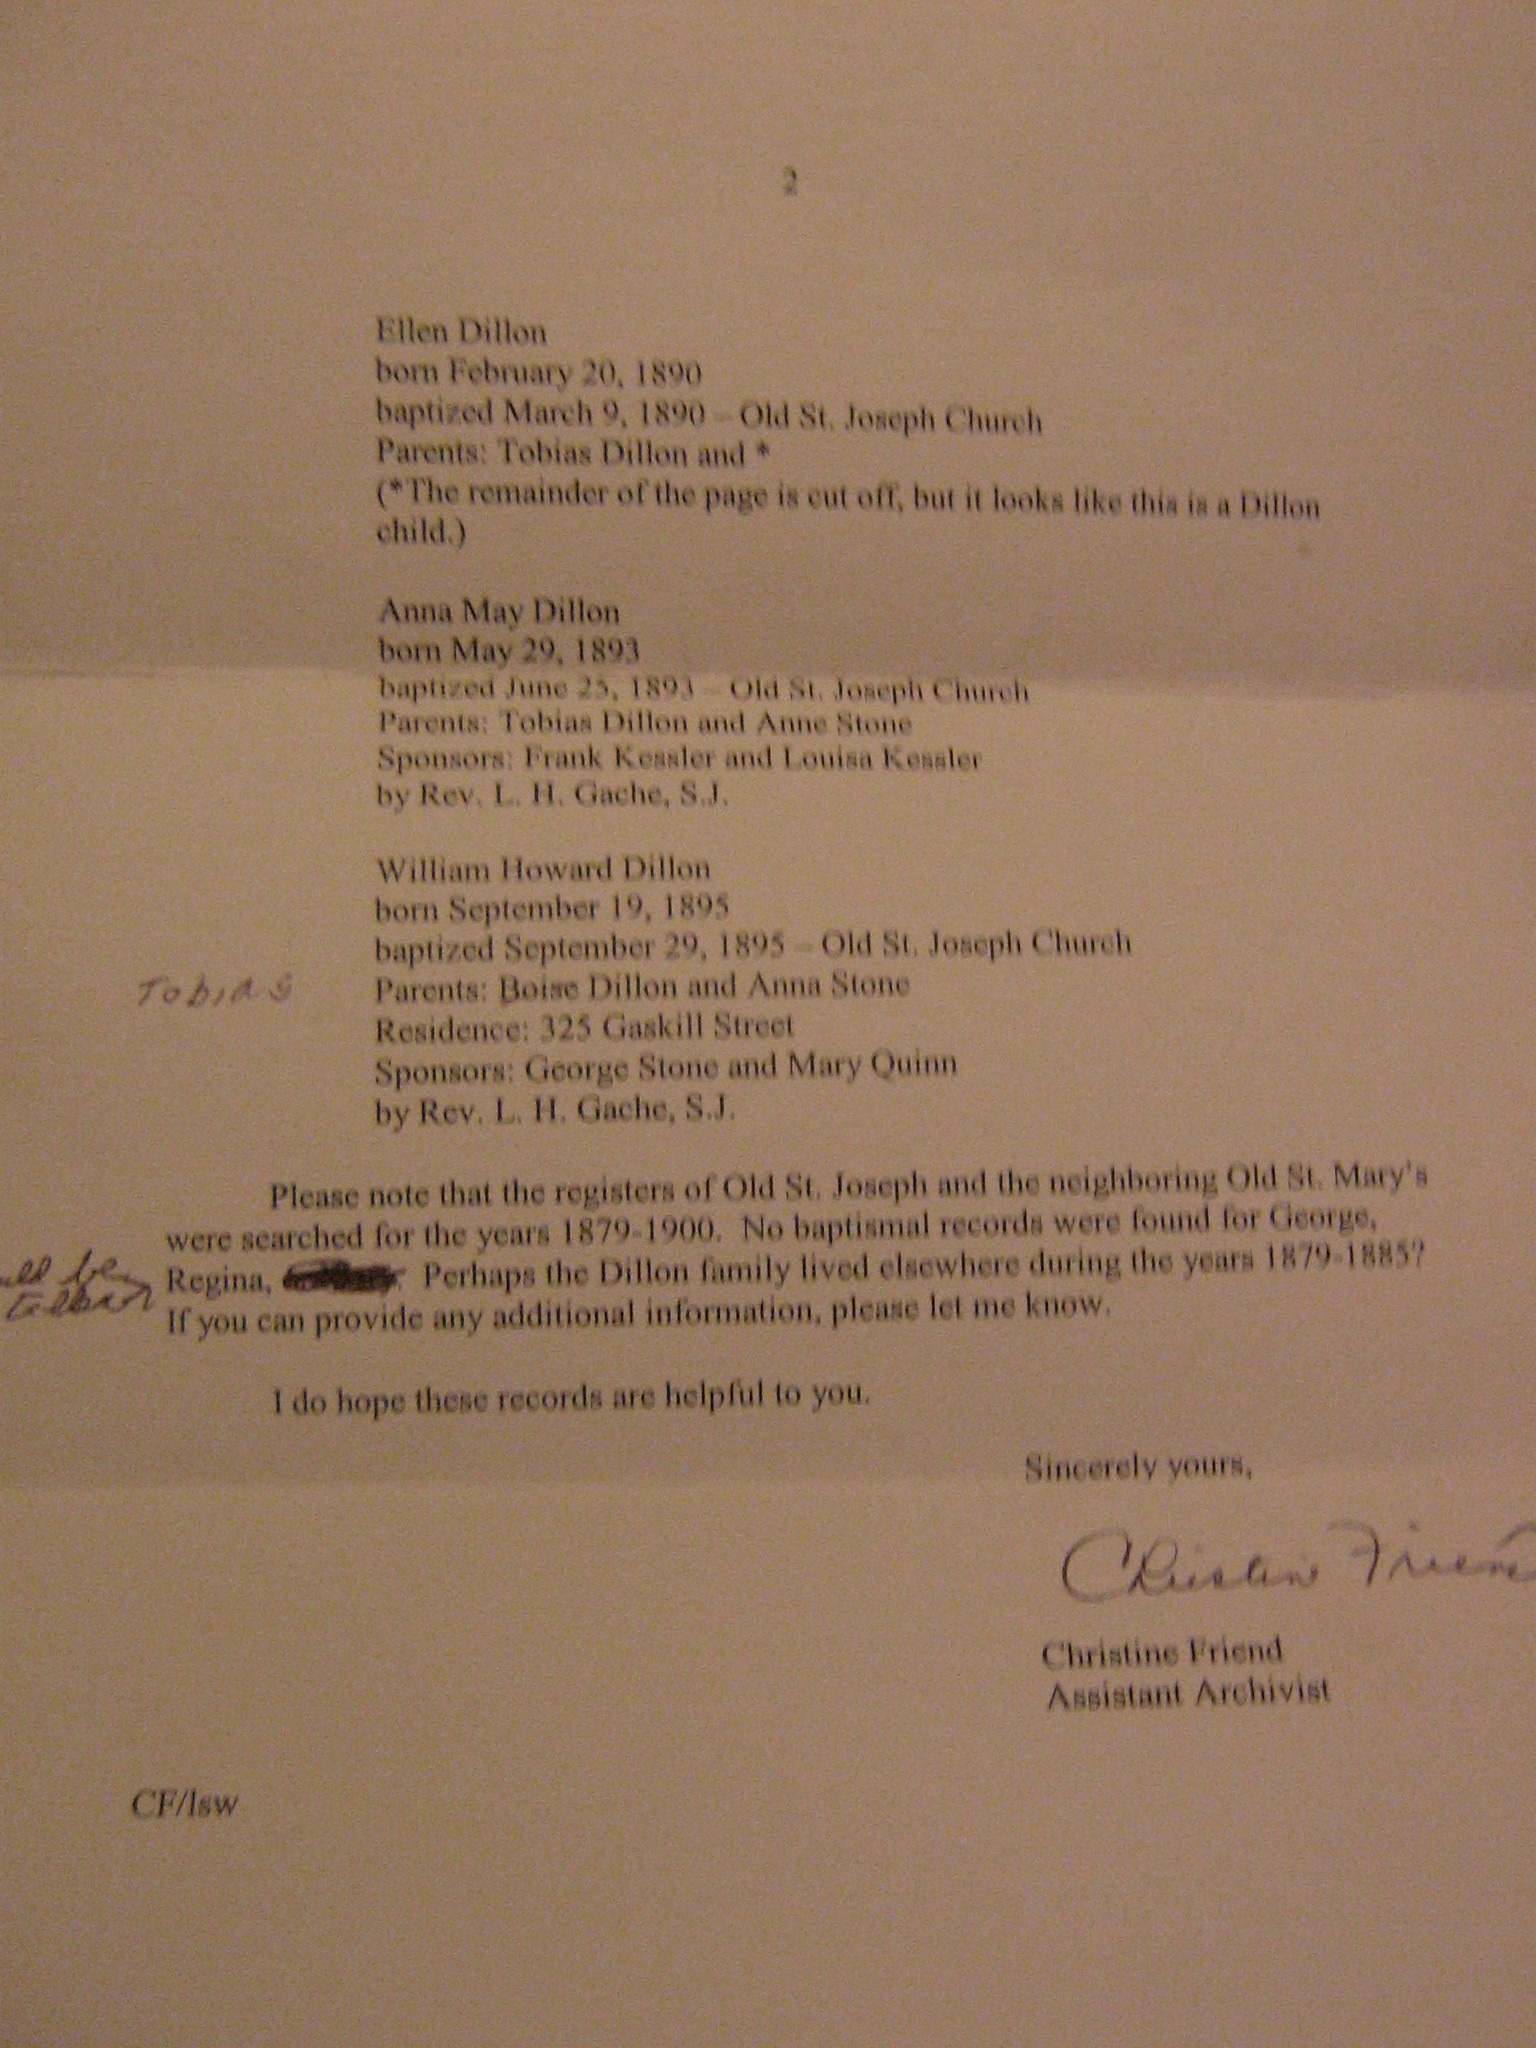 2
Ellen Dillon
born February 20, 1890
baptized March 9, 1890 – Old St. Joseph Church
Parents: Tobias Dillon and *
(*The remainder of the page is cut off, but it looks like this is a Dillon
child.)
Anna May Dillon
born May 29, 1893
baptized June 25, 1893 – Old St. Joseph Church
Parents: Tobias Dillon and Anne Stone
Sponsors: Frank Kessler and Louisa Kessler
by Rev. L. H. Gache, S.J.
William Howard Dillon
born September 19, 1895
baptized September 29, 1895 – Old St. Joseph Church
Tobias
Parents: Boise Dillon and Anna Stone
Residence: 325 Gaskill Street
Sponsors: George Stone and Mary Quinn
by Rev. L. H. Gache, S.J.
Please note that the registers of Old St. Joseph and the neighboring Old St. Mary's
were searched for the years 1879-1900. No baptismal records were found for George,
be
Regina, Perhaps the Dillon family lived elsewhere during the years 1879-1885?
If you can provide any additional information, please let me know.
I do hope these records are helpful to you.
Sincerely yours,
Christine Friend
Christine Friend
Assistant Archivist
CF/lsw